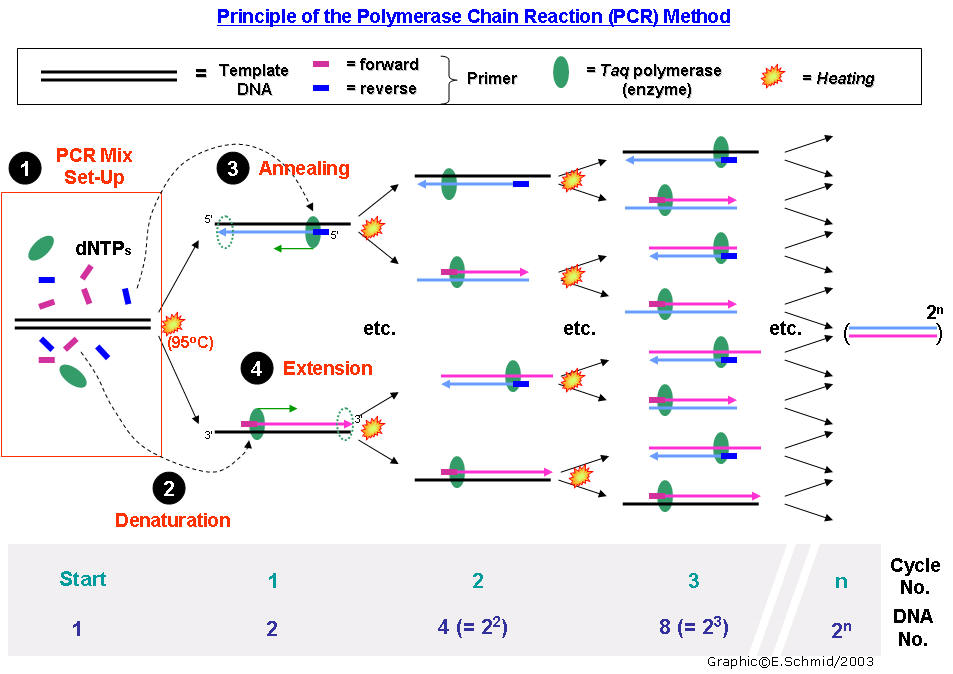 Principle of the Polymerase Chain Reaction (PCR) Method
= Template DNA
= forward
= reverse
Primer
= Taq polymerase
(enzyme)
= Heating
1
PCR Mix
Set-Up
3 Annealing
dNTPs
5'
5'
(95°C)
etc.
etc.
etc.
2ⁿ
( )
4 Extension
3'
3'
2
Denaturation
Start 1 2 3 n Cycle No.
1 2 4 (= 2²) 8 (= 2³) 2ⁿ DNA No.
Graphic©E.Schmid/2003